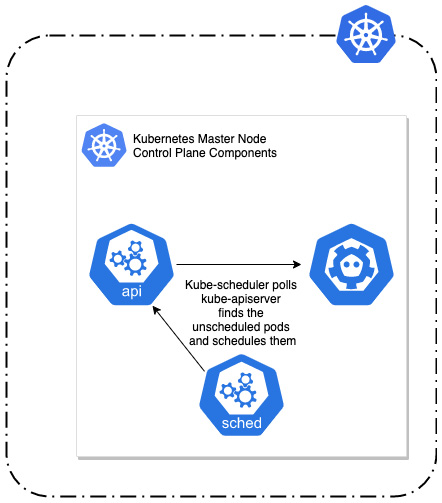 Kubernetes Master Node
Control Plane Components
api
Kube-scheduler polls
kube-apiserver
finds the
unscheduled pods
and schedules them
sched